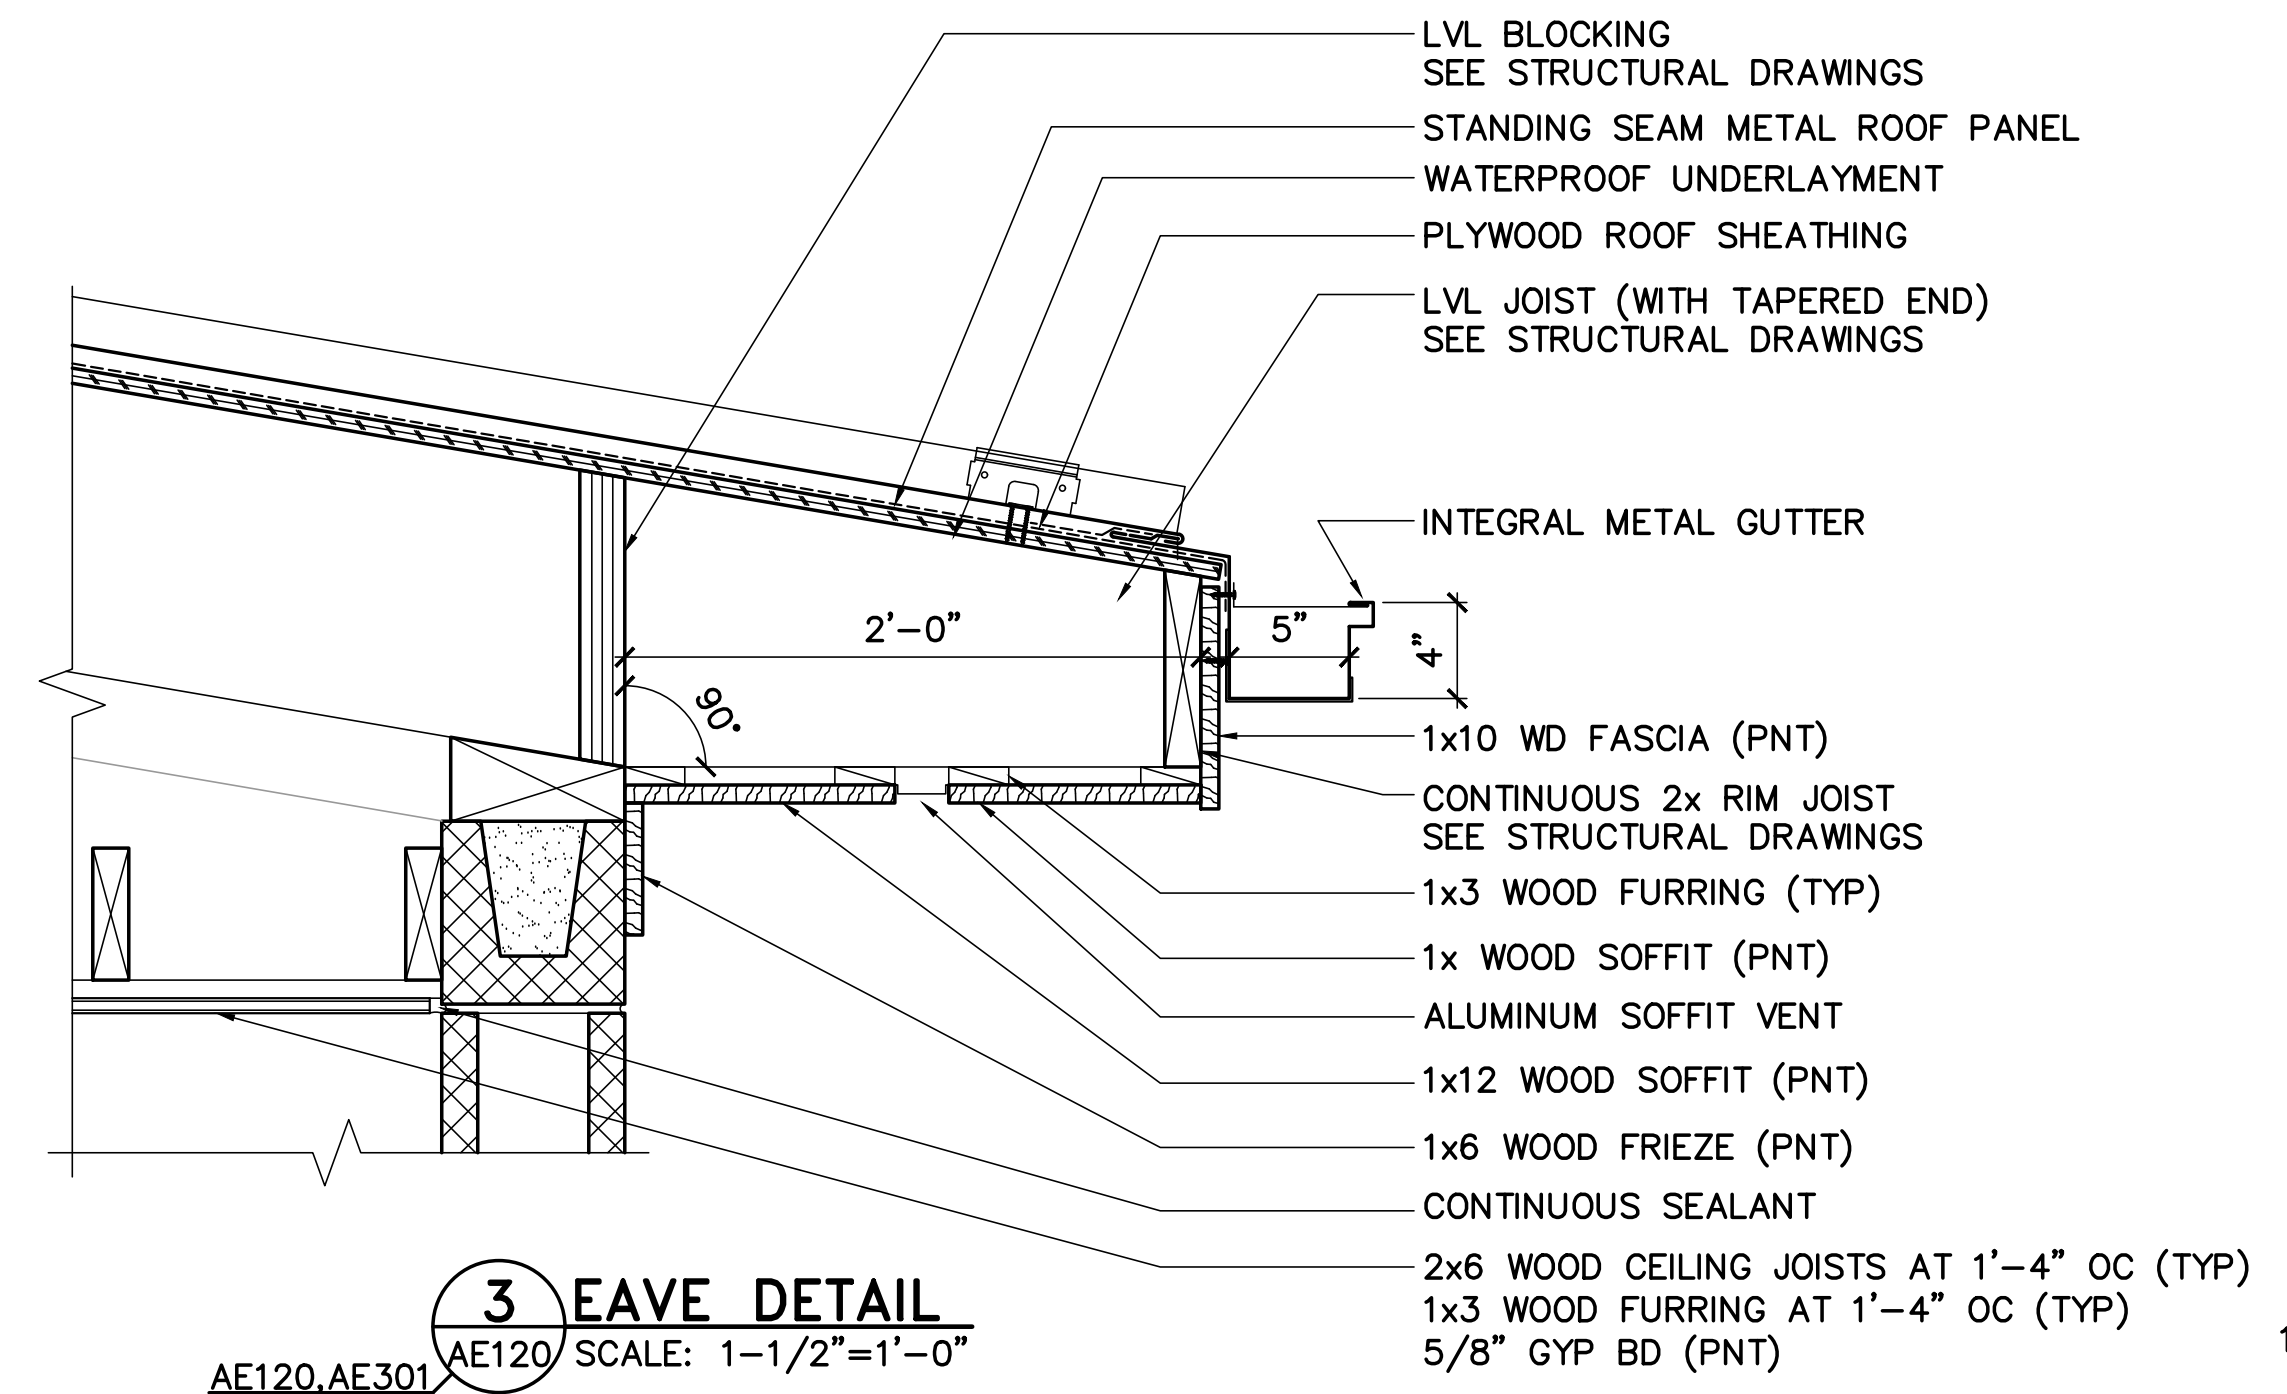 LVL BLOCKING
SEE STRUCTURAL DRAWINGS
STANDING SEAM METAL ROOF PANEL
WATERPROOF UNDERLAYMENT
PLYWOOD ROOF SHEATHING
LVL JOIST (WITH TAPERED END)
SEE STRUCTURAL DRAWINGS
INTEGRAL METAL GUTTER
2'-0"
5"
4"
90°
1x10 WD FASCIA (PNT)
CONTINUOUS 2x RIM JOIST
SEE STRUCTURAL DRAWINGS
1x3 WOOD FURRING (TYP)
1x WOOD SOFFIT (PNT)
ALUMINUM SOFFIT VENT
1x12 WOOD SOFFIT (PNT)
1x6 WOOD FRIEZE (PNT)
CONTINUOUS SEALANT
2x6 WOOD CEILING JOISTS AT 1'-4" OC (TYP)
1x3 WOOD FURRING AT 1'-4" OC (TYP)
5/8" GYP BD (PNT)
3 EAVE DETAIL
AE120 SCALE: 1-1/2"=1'-0"
AE120,AE301
1